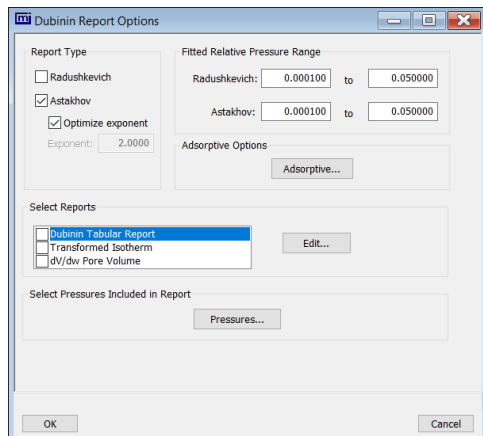 mi Dubinin Report Options
Report Type
Radushkevich
Astakhov
Optimize exponent
Exponent: 2.0000
Fitted Relative Pressure Range
Radushkevich: 0.000100 to 0.050000
Astakhov: 0.000100 to 0.050000
Adsorptive Options
Adsorptive...
Select Reports
Dubinin Tabular Report
Transformed Isotherm
dV/dw Pore Volume
Edit...
Select Pressures Included in Report
Pressures...
OK
Cancel